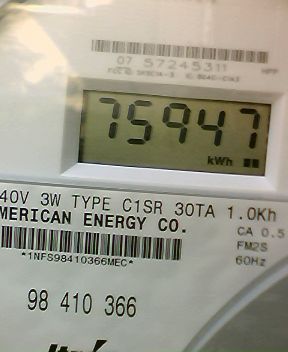 07 57245311
75947
kWh
40V 3W TYPE C1SR 30TA 1.0Kh
MERICAN ENERGY CO.
CA 0.5
FM2S
60Hz
*1NFS98410366MEC*
98 410 366